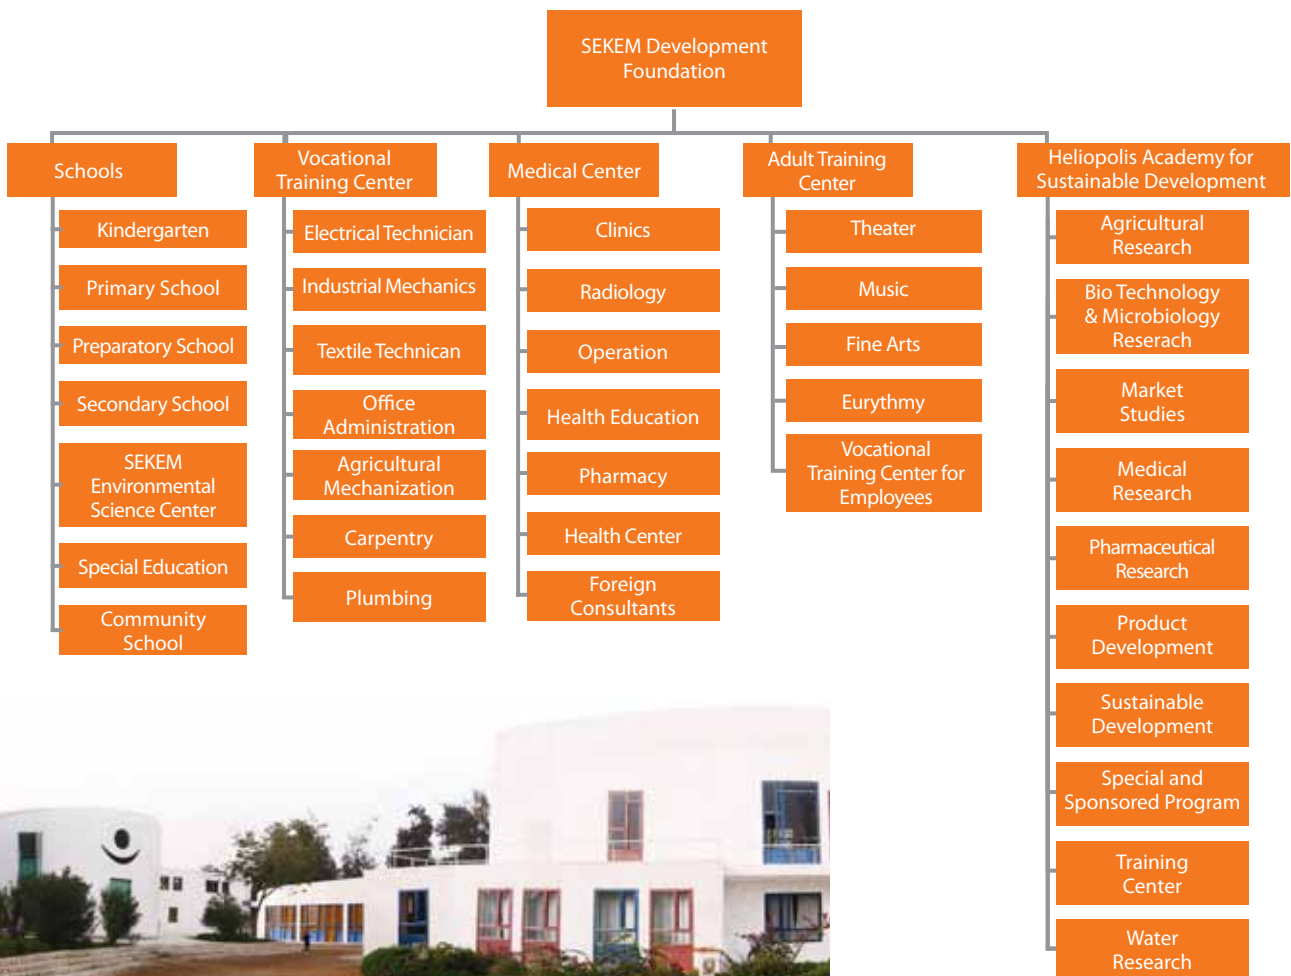 SEKEM Development
Foundation
Schools
Kindergarten
Primary School
Preparatory School
Secondary School
SEKEM
Environmental
Science Center
Special Education
Community
School
Vocational
Training Center
Electrical Technician
Industrial Mechanics
Textile Technican
Office
Administration
Agricultural
Mechanization
Carpentry
Plumbing
Medical Center
Clinics
Radiology
Operation
Health Education
Pharmacy
Health Center
Foreign
Consultants
Adult Training
Center
Theater
Music
Fine Arts
Eurythmy
Vocational
Training Center for
Employees
Heliopolis Academy for
Sustainable Development
Agricultural
Research
Bio Technology
& Microbiology
Reserach
Market
Studies
Medical
Research
Pharmaceutical
Research
Product
Development
Sustainable
Development
Special and
Sponsored Program
Training
Center
Water
Research